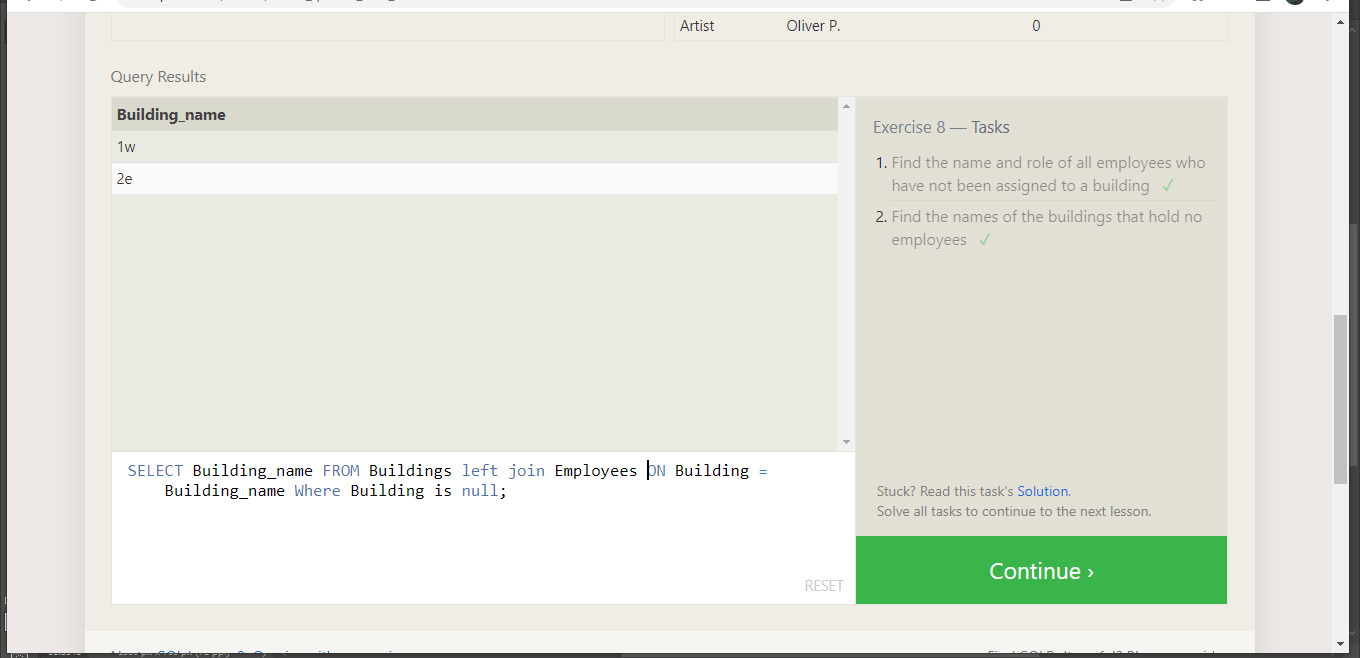 Artist Oliver P. 0
Query Results
Building_name
1w
2e
Exercise 8 — Tasks
1. Find the name and role of all employees who
have not been assigned to a building ✓
2. Find the names of the buildings that hold no
employees ✓
SELECT Building_name FROM Buildings left join Employees ON Building =
Building_name Where Building is null;
RESET
Stuck? Read this task's Solution.
Solve all tasks to continue to the next lesson.
Continue ›